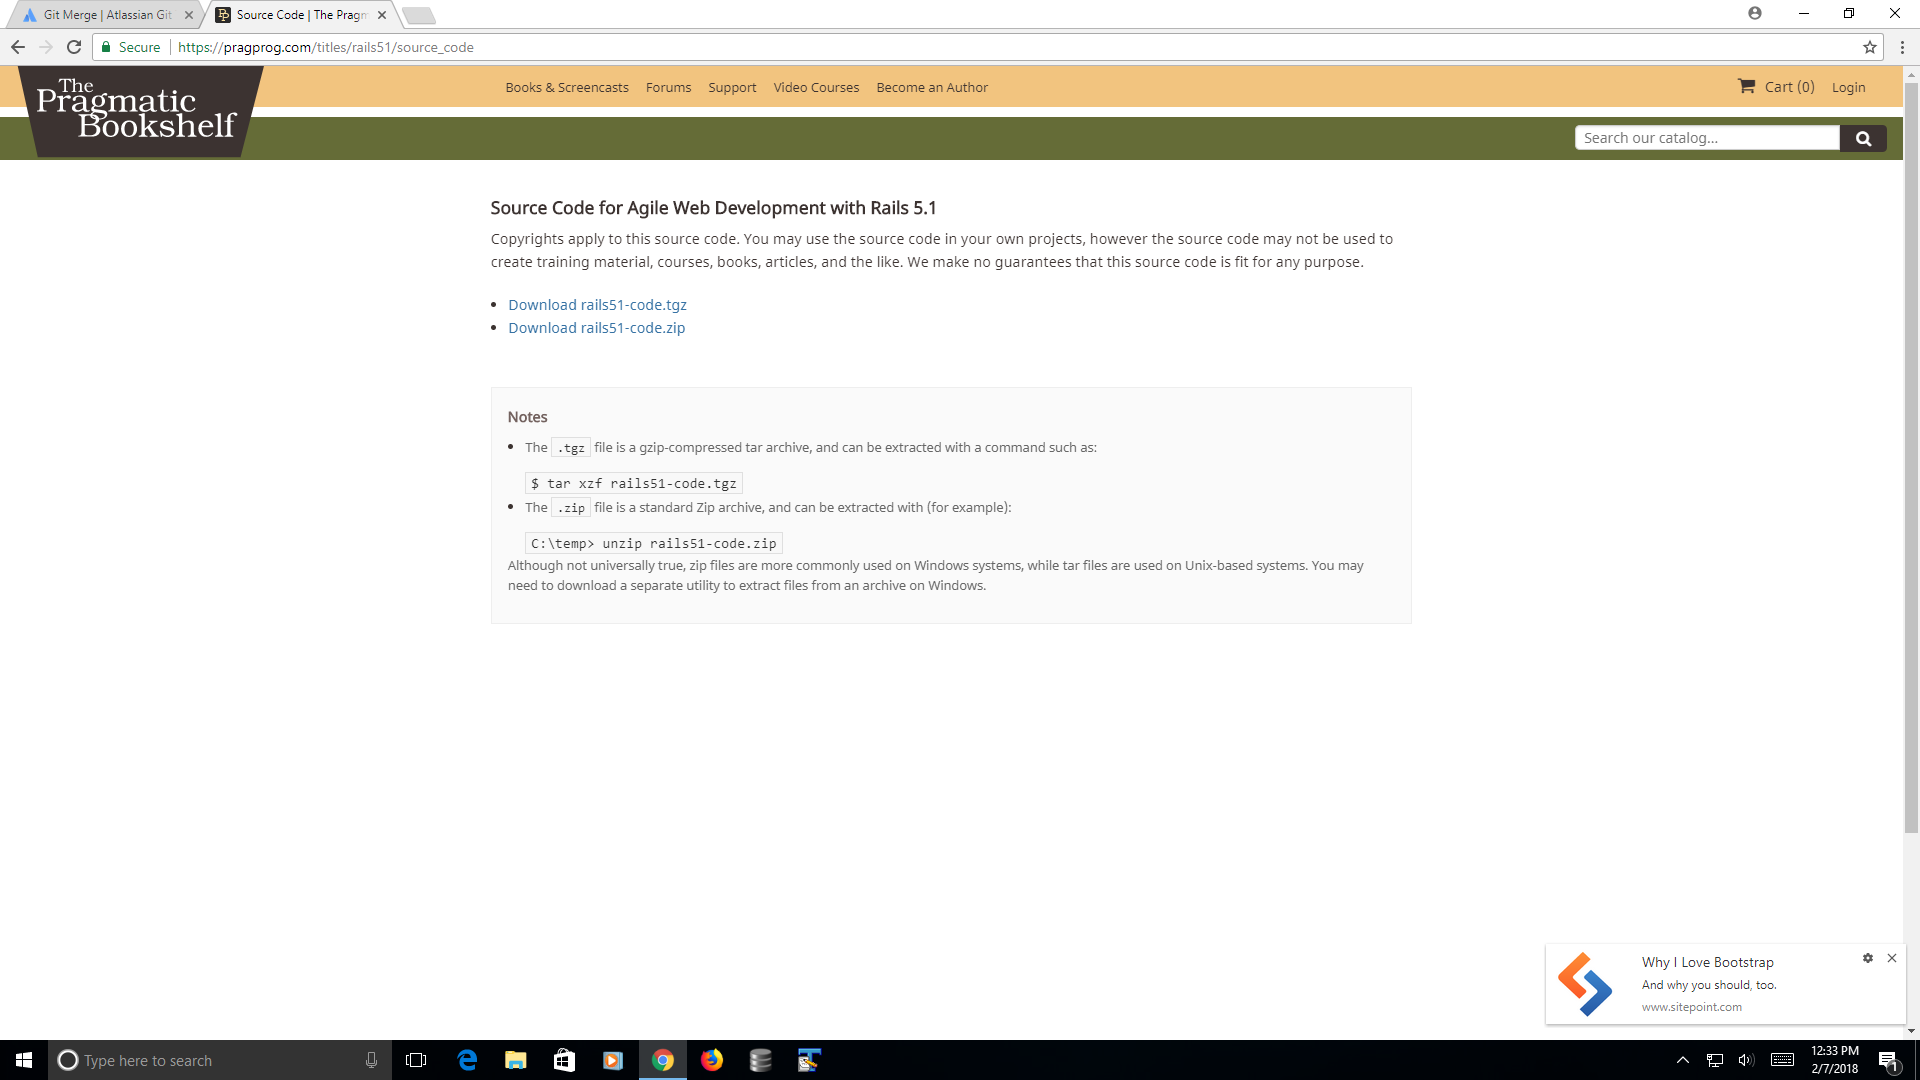 Git Merge | Atlassian Git
Source Code | The Pragm
Secure
https://pragprog.com/titles/rails51/source_code
The
Pragmatic
Bookshelf
Books & Screencasts
Forums
Support
Video Courses
Become an Author
Cart (0)
Login
Search our catalog...
Source Code for Agile Web Development with Rails 5.1
Copyrights apply to this source code. You may use the source code in your own projects, however the source code may not be used to
create training material, courses, books, articles, and the like. We make no guarantees that this source code is fit for any purpose.
Download rails51-code.tgz
Download rails51-code.zip
Notes
The .tgz file is a gzip-compressed tar archive, and can be extracted with a command such as:
$ tar xzf rails51-code.tgz
The .zip file is a standard Zip archive, and can be extracted with (for example):
C:\temp> unzip rails51-code.zip
Although not universally true, zip files are more commonly used on Windows systems, while tar files are used on Unix-based systems. You may
need to download a separate utility to extract files from an archive on Windows.
Why I Love Bootstrap
And why you should, too.
www.sitepoint.com
Type here to search
12:33 PM
2/7/2018
1